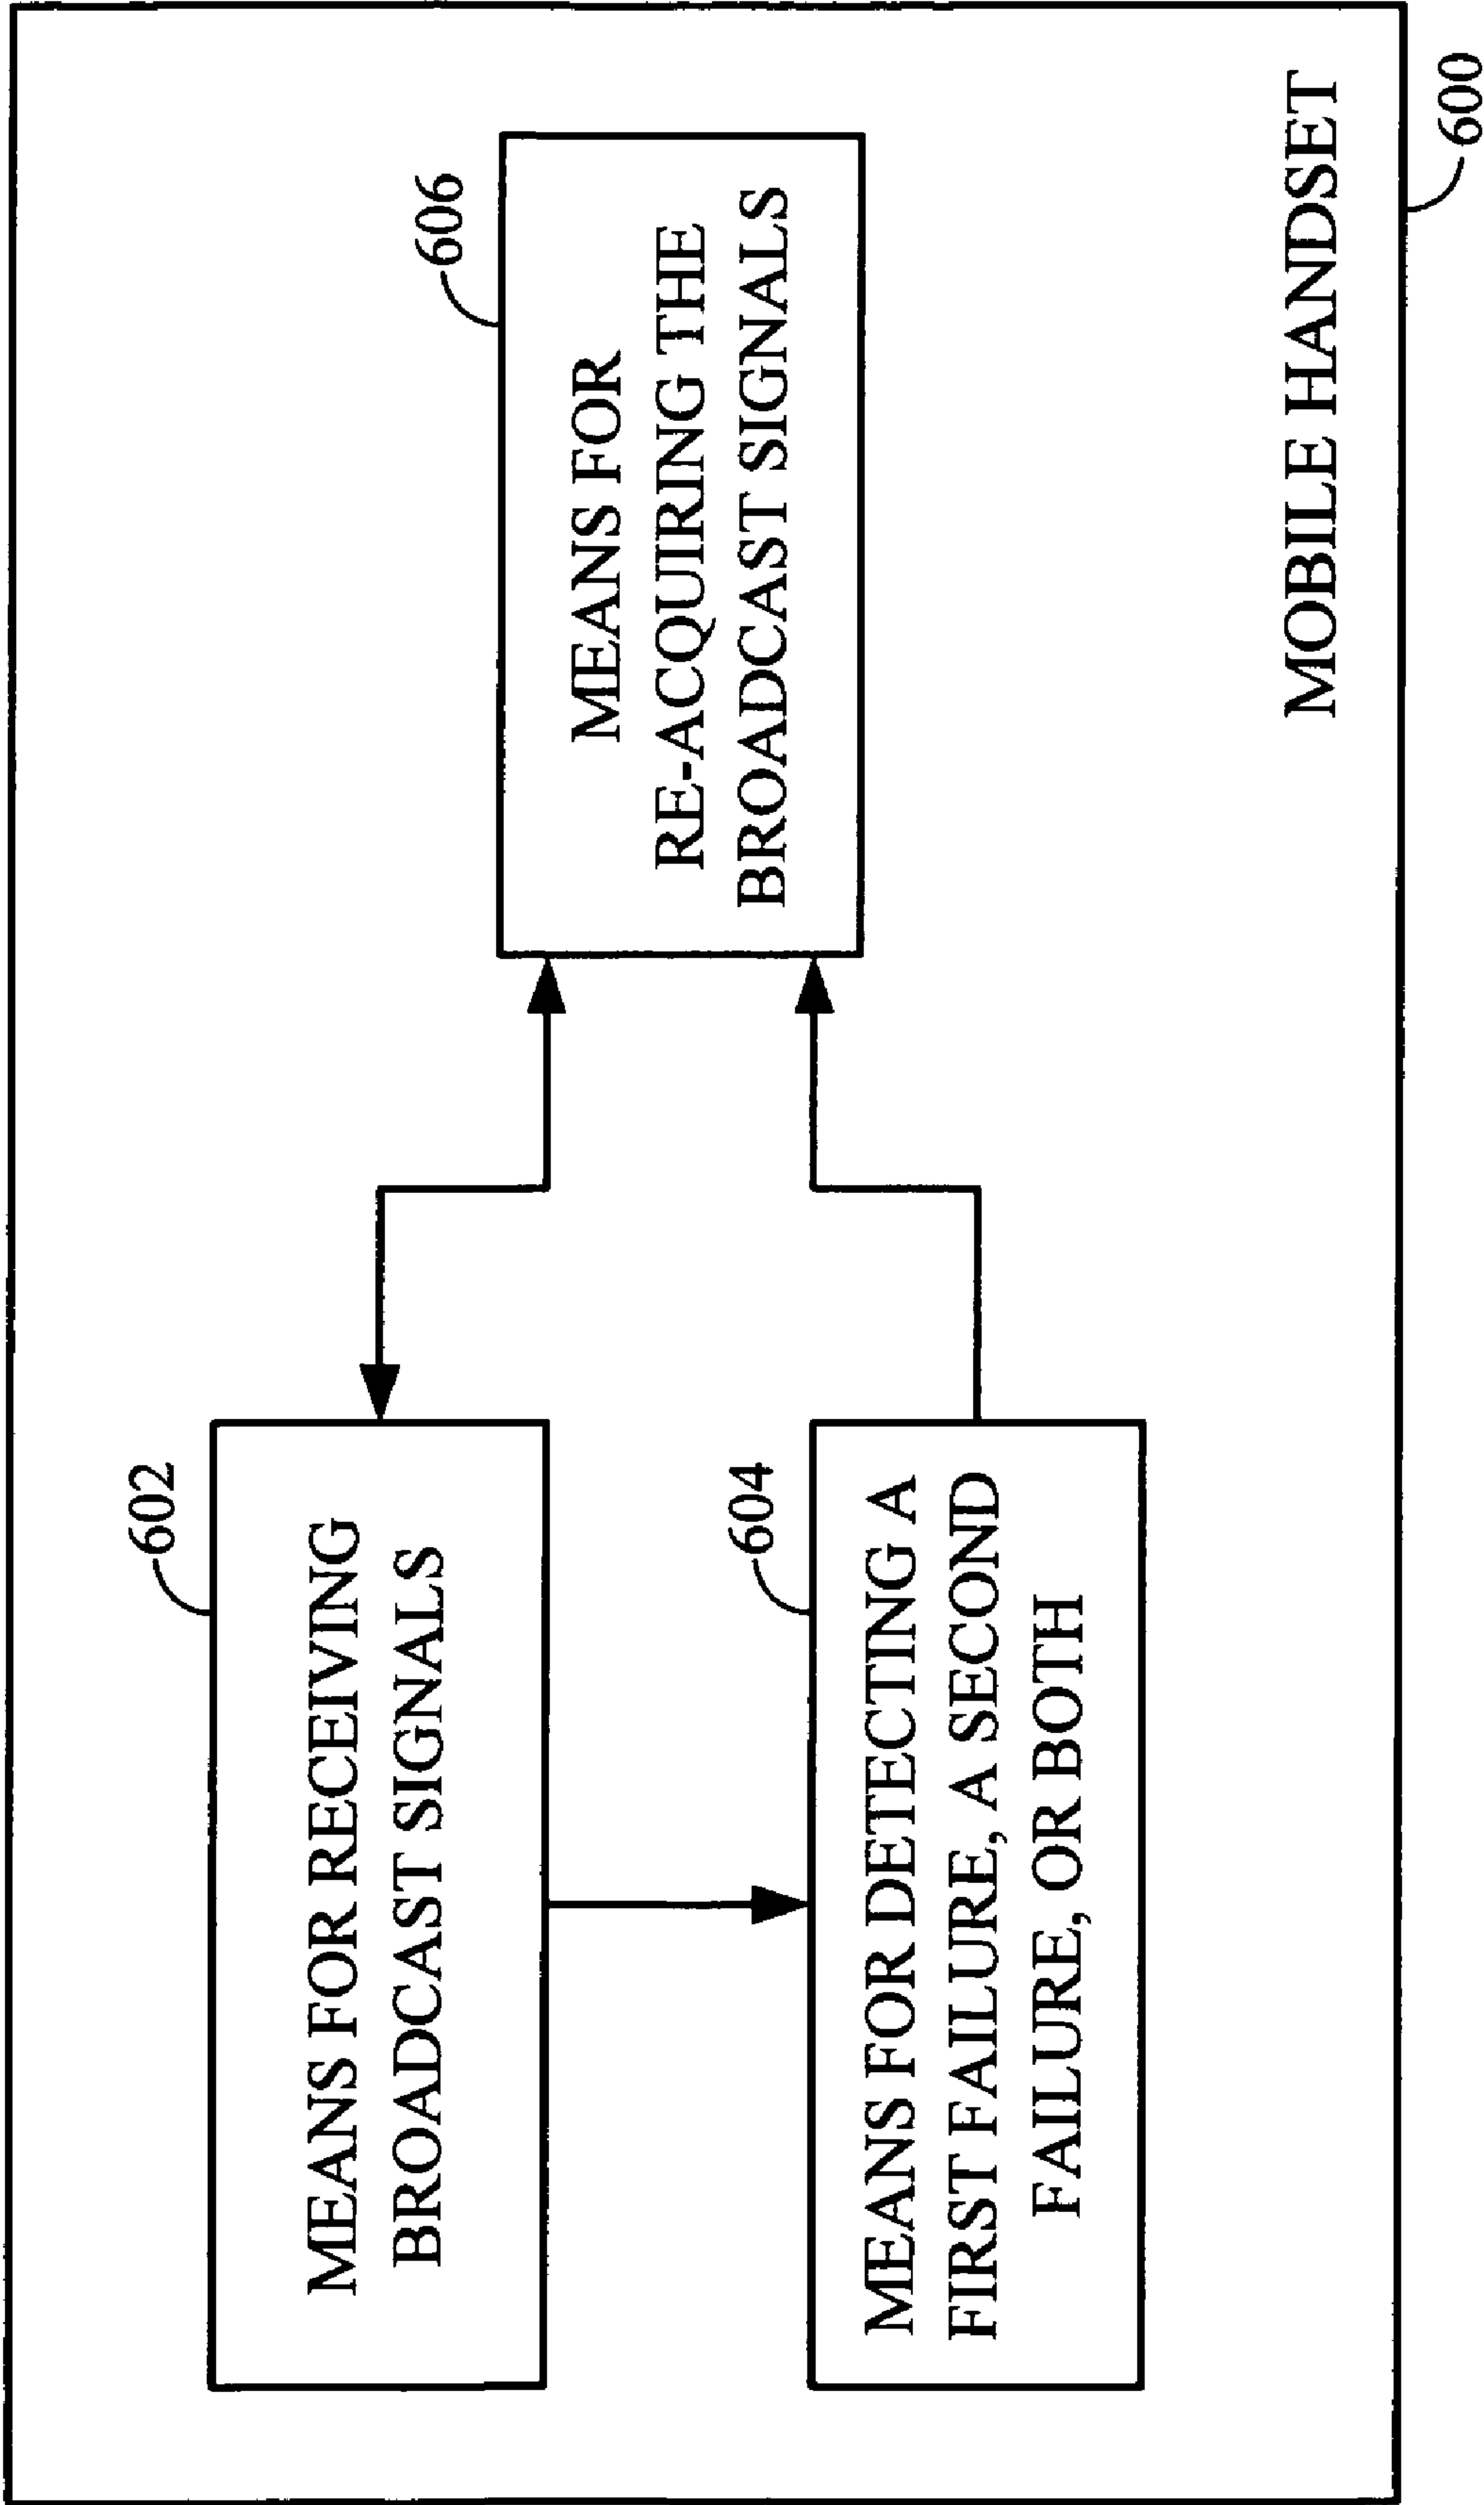 602
MEANS FOR RECEIVING
BROADCAST SIGNALS
606
MEANS FOR
RE-ACQUIRING THE
BROADCAST SIGNALS
604
MEANS FOR DETECTING A
FIRST FAILURE, A SECOND
FAILURE, OR BOTH
MOBILE HANDSET
600